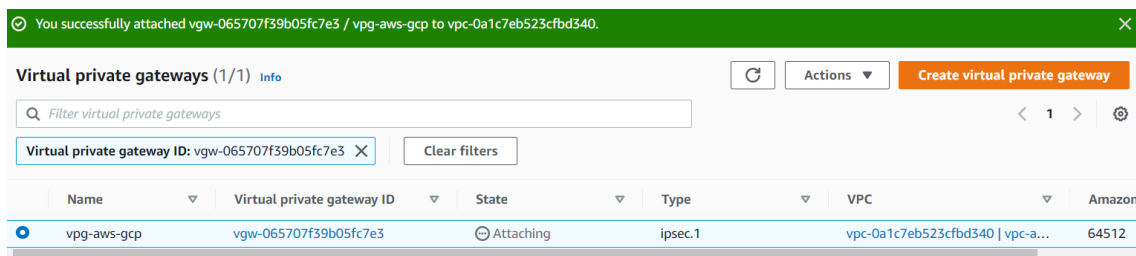 You successfully attached vgw-065707f39b05fc7e3 / vpg-aws-gcp to vpc-0a1c7eb523cfbd340.
Virtual private gateways (1/1) Info
Actions
Create virtual private gateway
Filter virtual private gateways
1
Virtual private gateway ID: vgw-065707f39b05fc7e3
Clear filters
Name Virtual private gateway ID State Type VPC Amazon
vpg-aws-gcp vgw-065707f39b05fc7e3 Attaching ipsec.1 vpc-0a1c7eb523cfbd340 | vpc-a... 64512